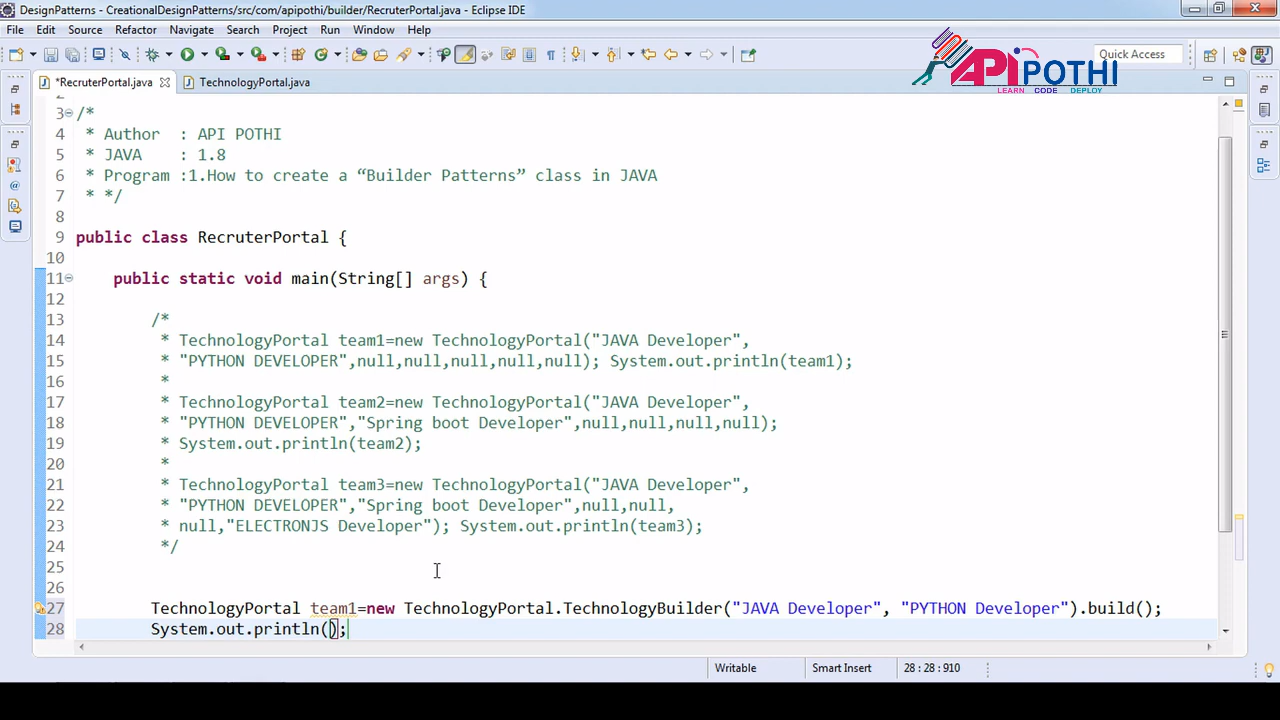 DesignPatterns - CreationalDesignPatterns/src/com/apipothi/builder/RecruterPortal.java - Eclipse IDE
File Edit Source Refactor Navigate Search Project Run Window Help
Quick Access
APIPOTHI
LEARN CODE DEPLOY
*RecruterPortal.java TechnologyPortal.java
2
3 /*
4 * Author : API POTHI
5 * JAVA : 1.8
6 * Program :1.How to create a “Builder Patterns” class in JAVA
7 * */
8
9 public class RecruterPortal {
10
11 public static void main(String[] args) {
12
13 /*
14 * TechnologyPortal team1=new TechnologyPortal("JAVA Developer",
15 * "PYTHON DEVELOPER",null,null,null,null,null); System.out.println(team1);
16 *
17 * TechnologyPortal team2=new TechnologyPortal("JAVA Developer",
18 * "PYTHON DEVELOPER","Spring boot Developer",null,null,null,null);
19 * System.out.println(team2);
20 *
21 * TechnologyPortal team3=new TechnologyPortal("JAVA Developer",
22 * "PYTHON DEVELOPER","Spring boot Developer",null,null,
23 * null,"ELECTRONJS Developer"); System.out.println(team3);
24 */
25
26
27 TechnologyPortal team1=new TechnologyPortal.TechnologyBuilder("JAVA Developer", "PYTHON Developer").build();
28 System.out.println();
Writable Smart Insert 28 : 28 : 910